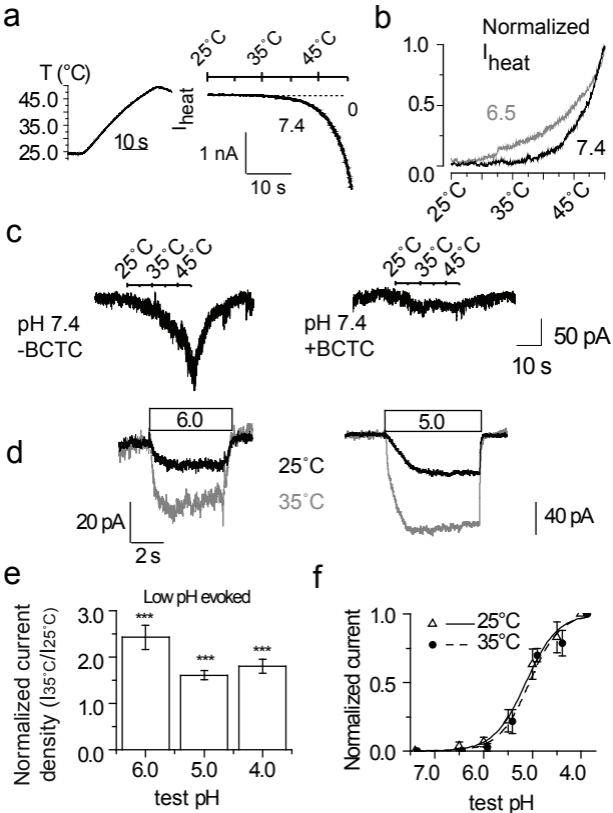 a
T (°C)
45.0
35.0
25.0
10 s
Iheat
25°C
35°C
45°C
0
7.4
1 nA
10 s
b
Normalized
Iheat
1.0
0.5
0.0
6.5
7.4
25°C
35°C
45°C
c
25°C
35°C
45°C
pH 7.4
-BCTC
25°C
35°C
45°C
pH 7.4
+BCTC
50 pA
10 s
d
6.0
5.0
25°C
35°C
20 pA
2 s
40 pA
e
Low pH evoked
Normalized current
density (I35°C/I25°C)
3.0
2.0
1.0
0.0
***
***
***
6.0
5.0
4.0
test pH
f
Normalized current
1.0
0.5
0.0
25°C
35°C
7.0
6.0
5.0
4.0
test pH